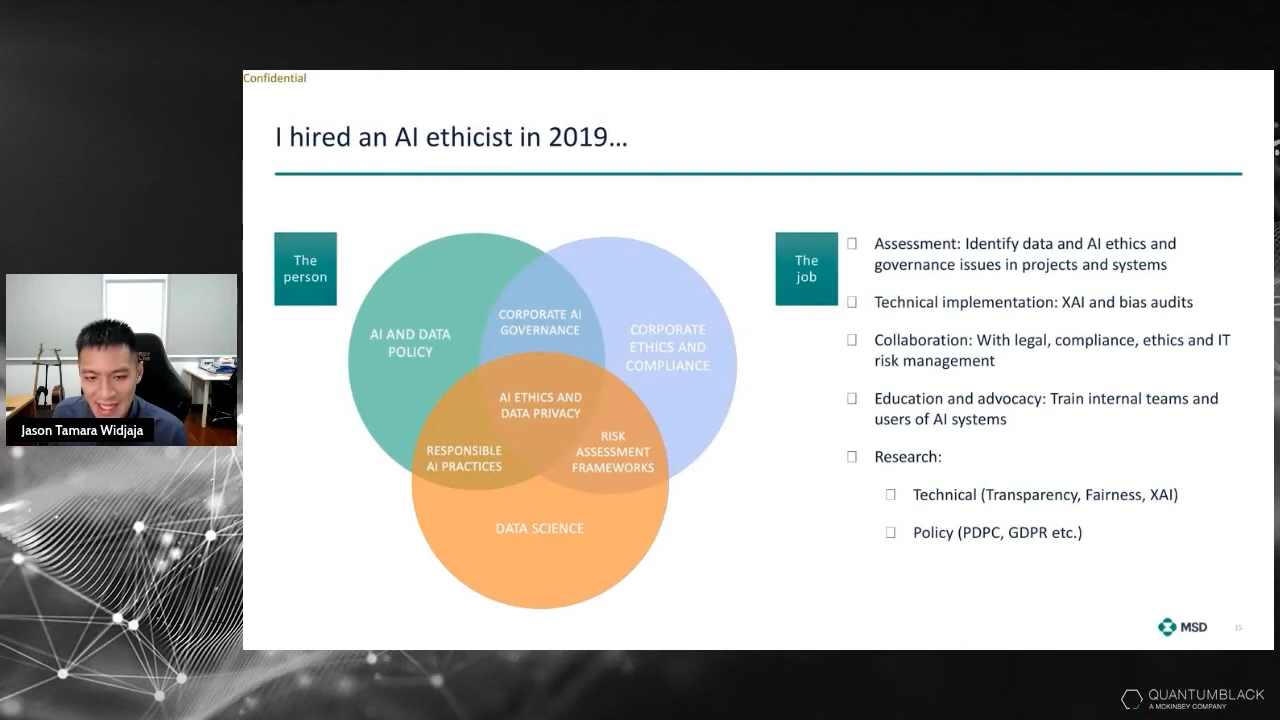 Confidential
I hired an AI ethicist in 2019...
The
person
AI AND DATA
POLICY
CORPORATE AI
GOVERNANCE
CORPORATE
ETHICS AND
COMPLIANCE
AI ETHICS AND
DATA PRIVACY
RESPONSIBLE
AI PRACTICES
RISK
ASSESSMENT
FRAMEWORKS
DATA SCIENCE
The
job
Assessment: Identify data and AI ethics and
governance issues in projects and systems
Technical implementation: XAI and bias audits
Collaboration: With legal, compliance, ethics and IT
risk management
Education and advocacy: Train internal teams and
users of AI systems
Research:
Technical (Transparency, Fairness, XAI)
Policy (PDPC, GDPR etc.)
MSD
15
Jason Tamara Widjaja
QUANTUMBLACK
A MCKINSEY COMPANY